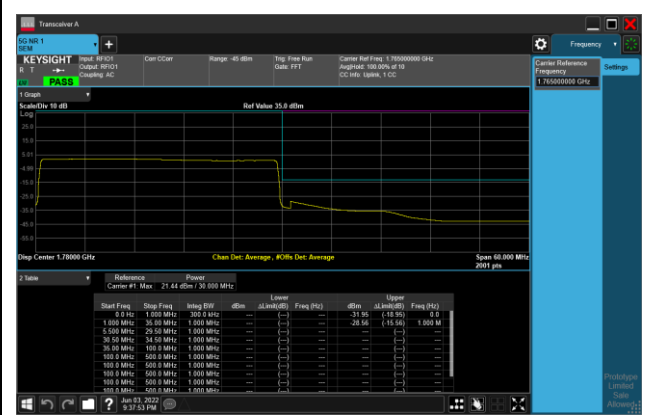 Transceiver A
5G NR 1
SEM
Frequency
KEYSIGHT
R T
PASS
Input: RFIO1
Output: RFIO1
Coupling: AC
Corr CCorr
Range: -45 dBm
Trig: Free Run
Gate: FFT
Carrier Ref Freq: 1.765000000 GHz
Avg|Hold: 100.00% of 10
CC Info: Uplink, 1 CC
Carrier Reference
Frequency
1.765000000 GHz
Settings
1 Graph
Scale/Div 10 dB
Ref Value 35.0 dBm
Log
25.0
15.0
5.01
-4.99
-15.0
-25.0
-35.0
-45.0
-55.0
Disp Center 1.78000 GHz
Chan Det: Average, #Offs Det: Average
Span 60.000 MHz
2001 pts
2 Table
Reference Power
Carrier #1 Max 21.44 dBm / 30.000 MHz
Lower Upper
Start Freq Stop Freq Integ BW dBm ΔLimit(dB) Freq (Hz) dBm ΔLimit(dB) Freq (Hz)
0.0 Hz 1.000 MHz 300.0 kHz --- (---) --- -31.95 (-18.95) 0.0
1.000 MHz 35.00 MHz 1.000 MHz --- (---) --- -28.56 (-15.56) 1.000 M
5.500 MHz 29.50 MHz 1.000 MHz --- (---) --- --- (---) ---
30.50 MHz 34.50 MHz 1.000 MHz --- (---) --- --- (---) ---
35.00 MHz 100.0 MHz 1.000 MHz --- (---) --- --- (---) ---
100.0 MHz 500.0 MHz 1.000 MHz --- (---) --- --- (---) ---
100.0 MHz 500.0 MHz 1.000 MHz --- (---) --- --- (---) ---
100.0 MHz 500.0 MHz 1.000 MHz --- (---) --- --- (---) ---
100.0 MHz 500.0 MHz 1.000 MHz --- (---) --- --- (---) ---
Jun 03, 2022
9:37:53 PM
Prototype
Limited
Sale
Allowed